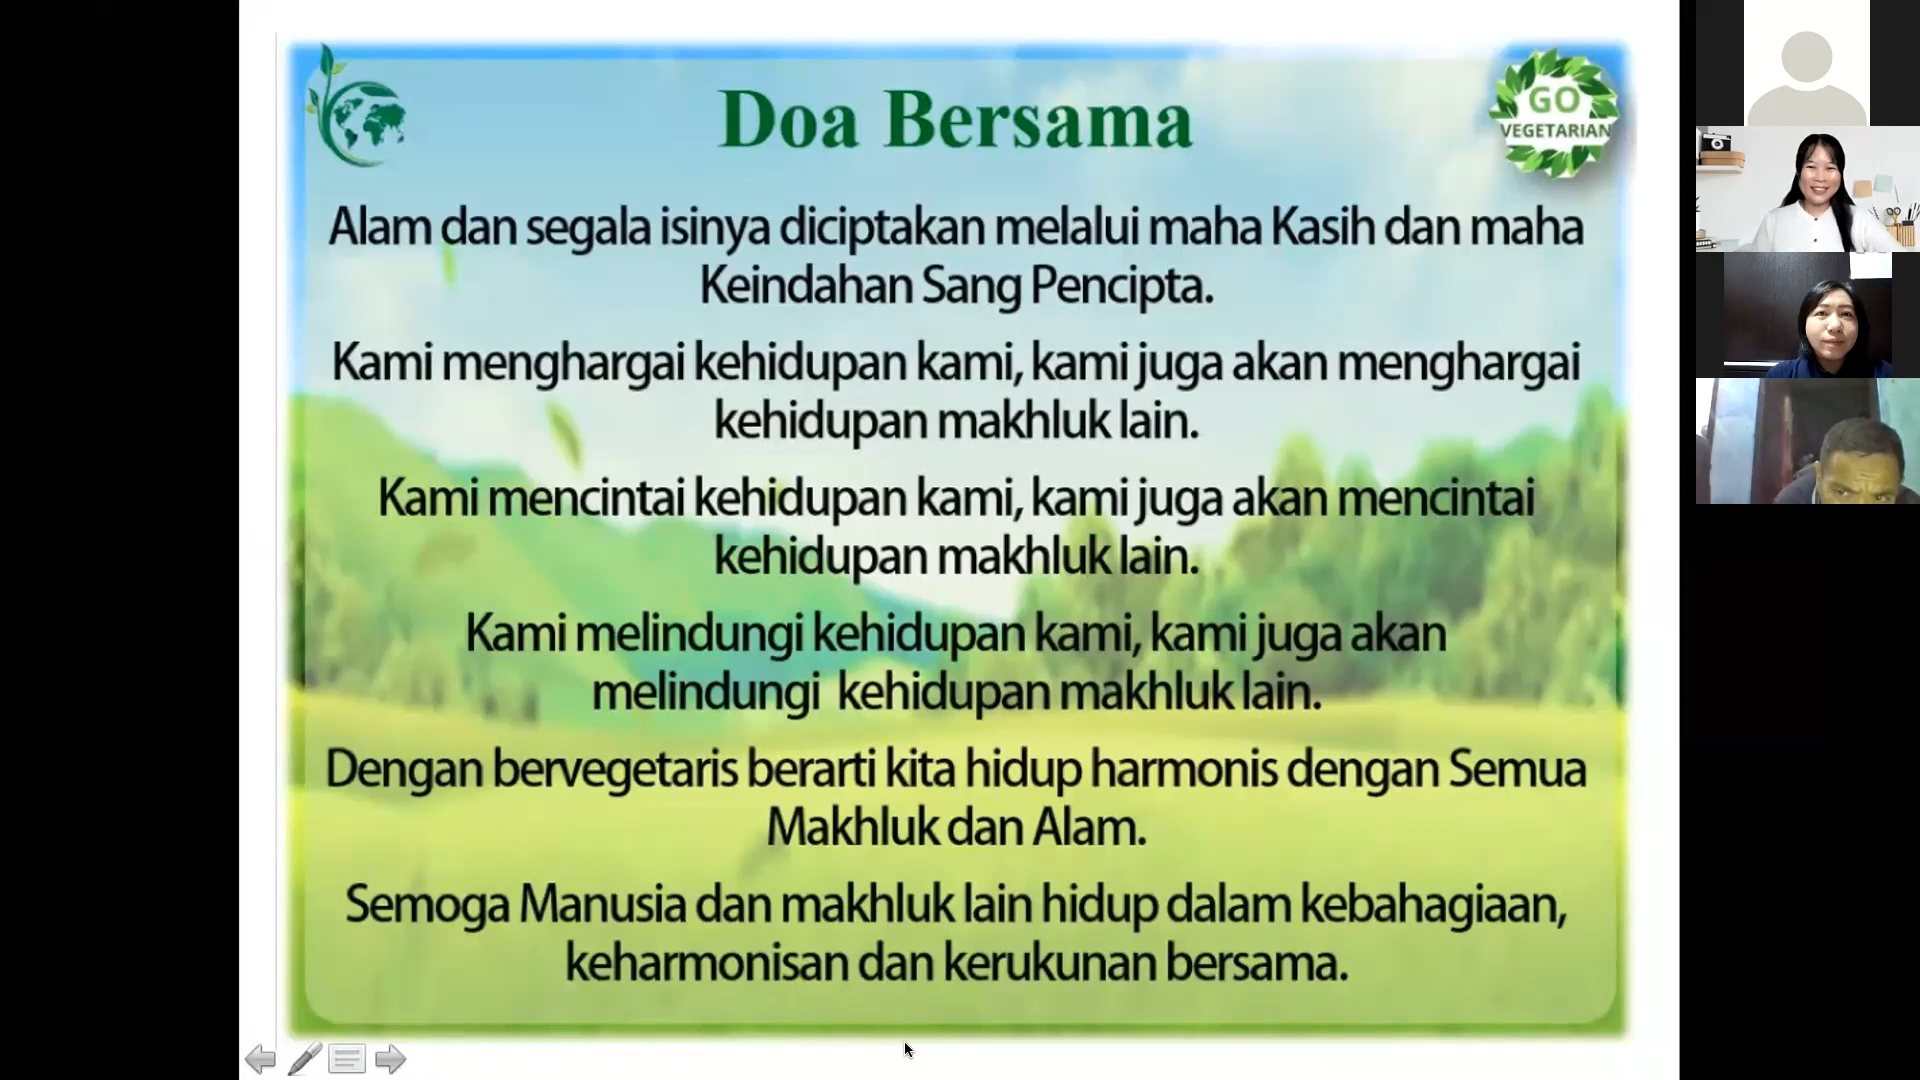 Doa Bersama
GO
VEGETARIAN
Alam dan segala isinya diciptakan melalui maha Kasih dan maha
Keindahan Sang Pencipta.
Kami menghargai kehidupan kami, kami juga akan menghargai
kehidupan makhluk lain.
Kami mencintai kehidupan kami, kami juga akan mencintai
kehidupan makhluk lain.
Kami melindungi kehidupan kami, kami juga akan
melindungi kehidupan makhluk lain.
Dengan bervegetaris berarti kita hidup harmonis dengan Semua
Makhluk dan Alam.
Semoga Manusia dan makhluk lain hidup dalam kebahagiaan,
keharmonisan dan kerukunan bersama.